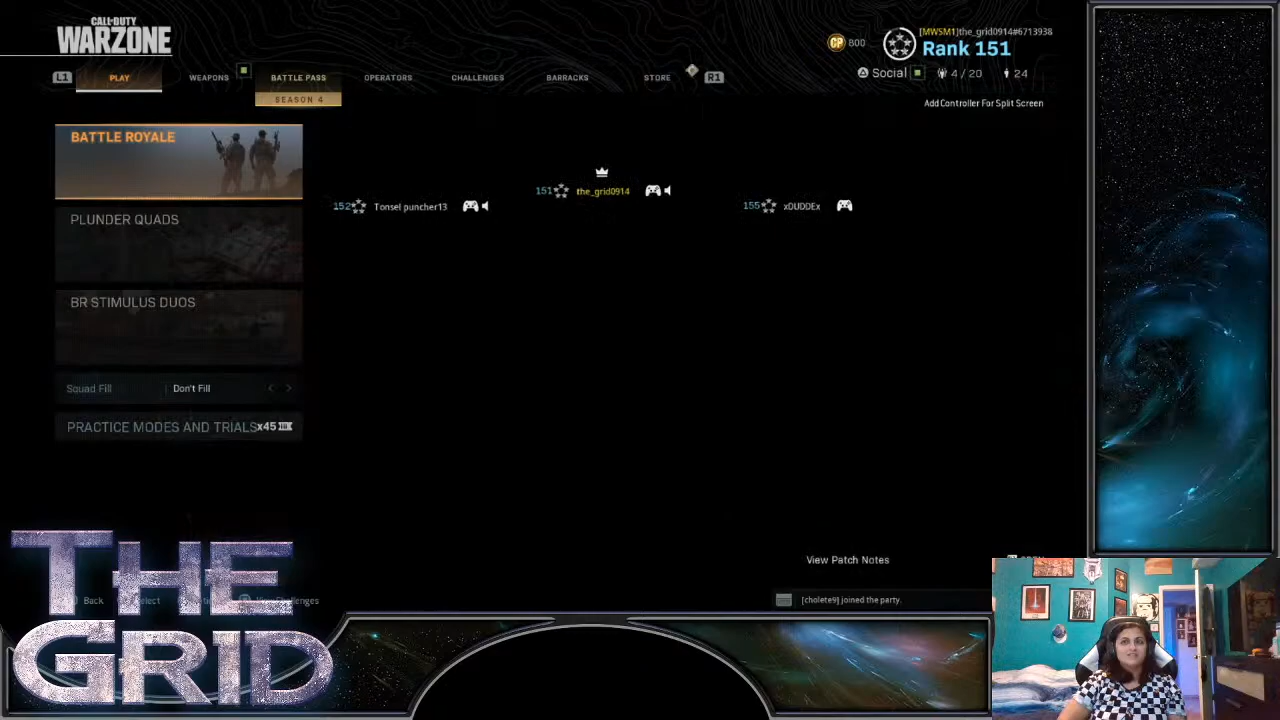 CALL OF DUTY
WARZONE
CP 800
[MWSM1]the_grid0914#6713938
Rank 151
L1
PLAY
WEAPONS
BATTLE PASS
OPERATORS
CHALLENGES
BARRACKS
STORE
R1
Social
4 / 20
24
SEASON 4
Add Controller For Split Screen
BATTLE ROYALE
151
the_grid0914
152
Tonsel puncher13
155
xDUDDEx
PLUNDER QUADS
BR STIMULUS DUOS
Squad Fill
Don't Fill
PRACTICE MODES AND TRIALS
x45
View Patch Notes
Back
[cholete9] joined the party.
THE
GRID